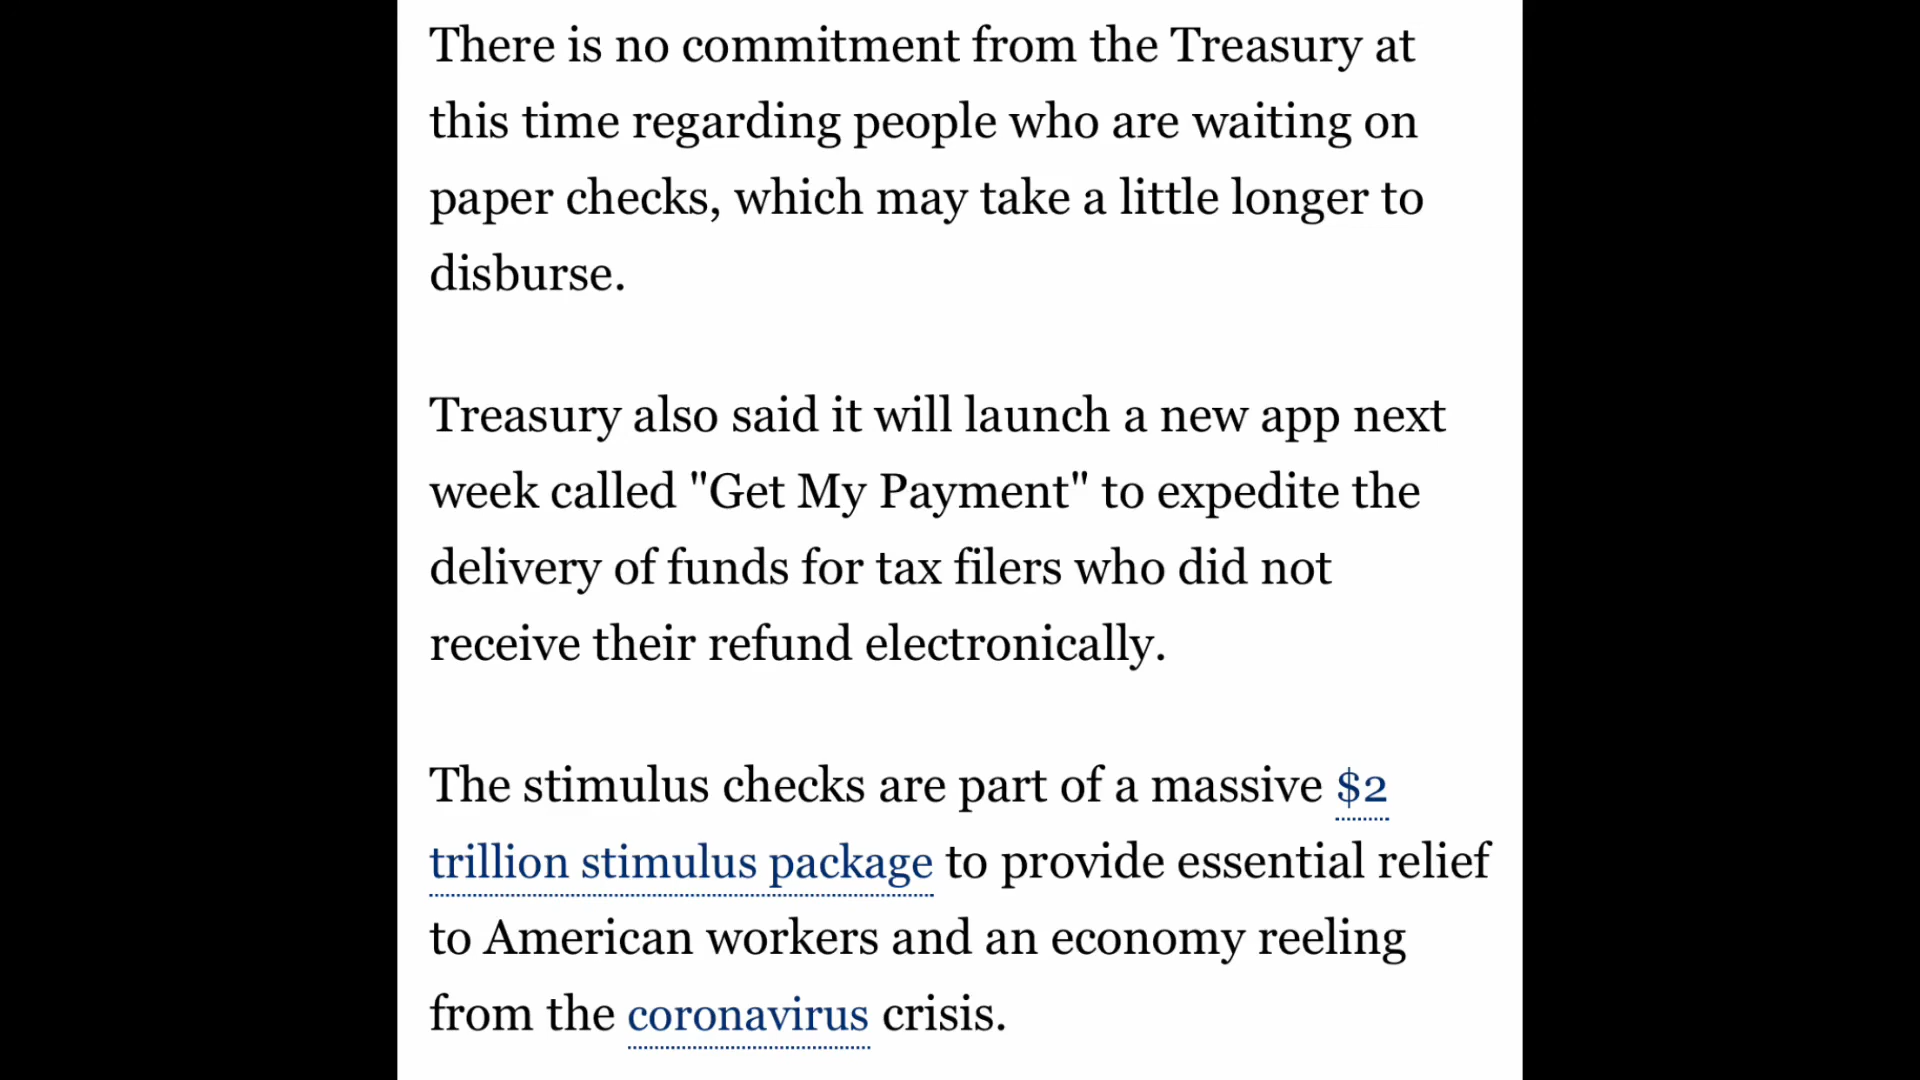 There is no commitment from the Treasury at
this time regarding people who are waiting on
paper checks, which may take a little longer to
disburse.
Treasury also said it will launch a new app next
week called "Get My Payment" to expedite the
delivery of funds for tax filers who did not
receive their refund electronically.
The stimulus checks are part of a massive $2
trillion stimulus package to provide essential relief
to American workers and an economy reeling
from the coronavirus crisis.